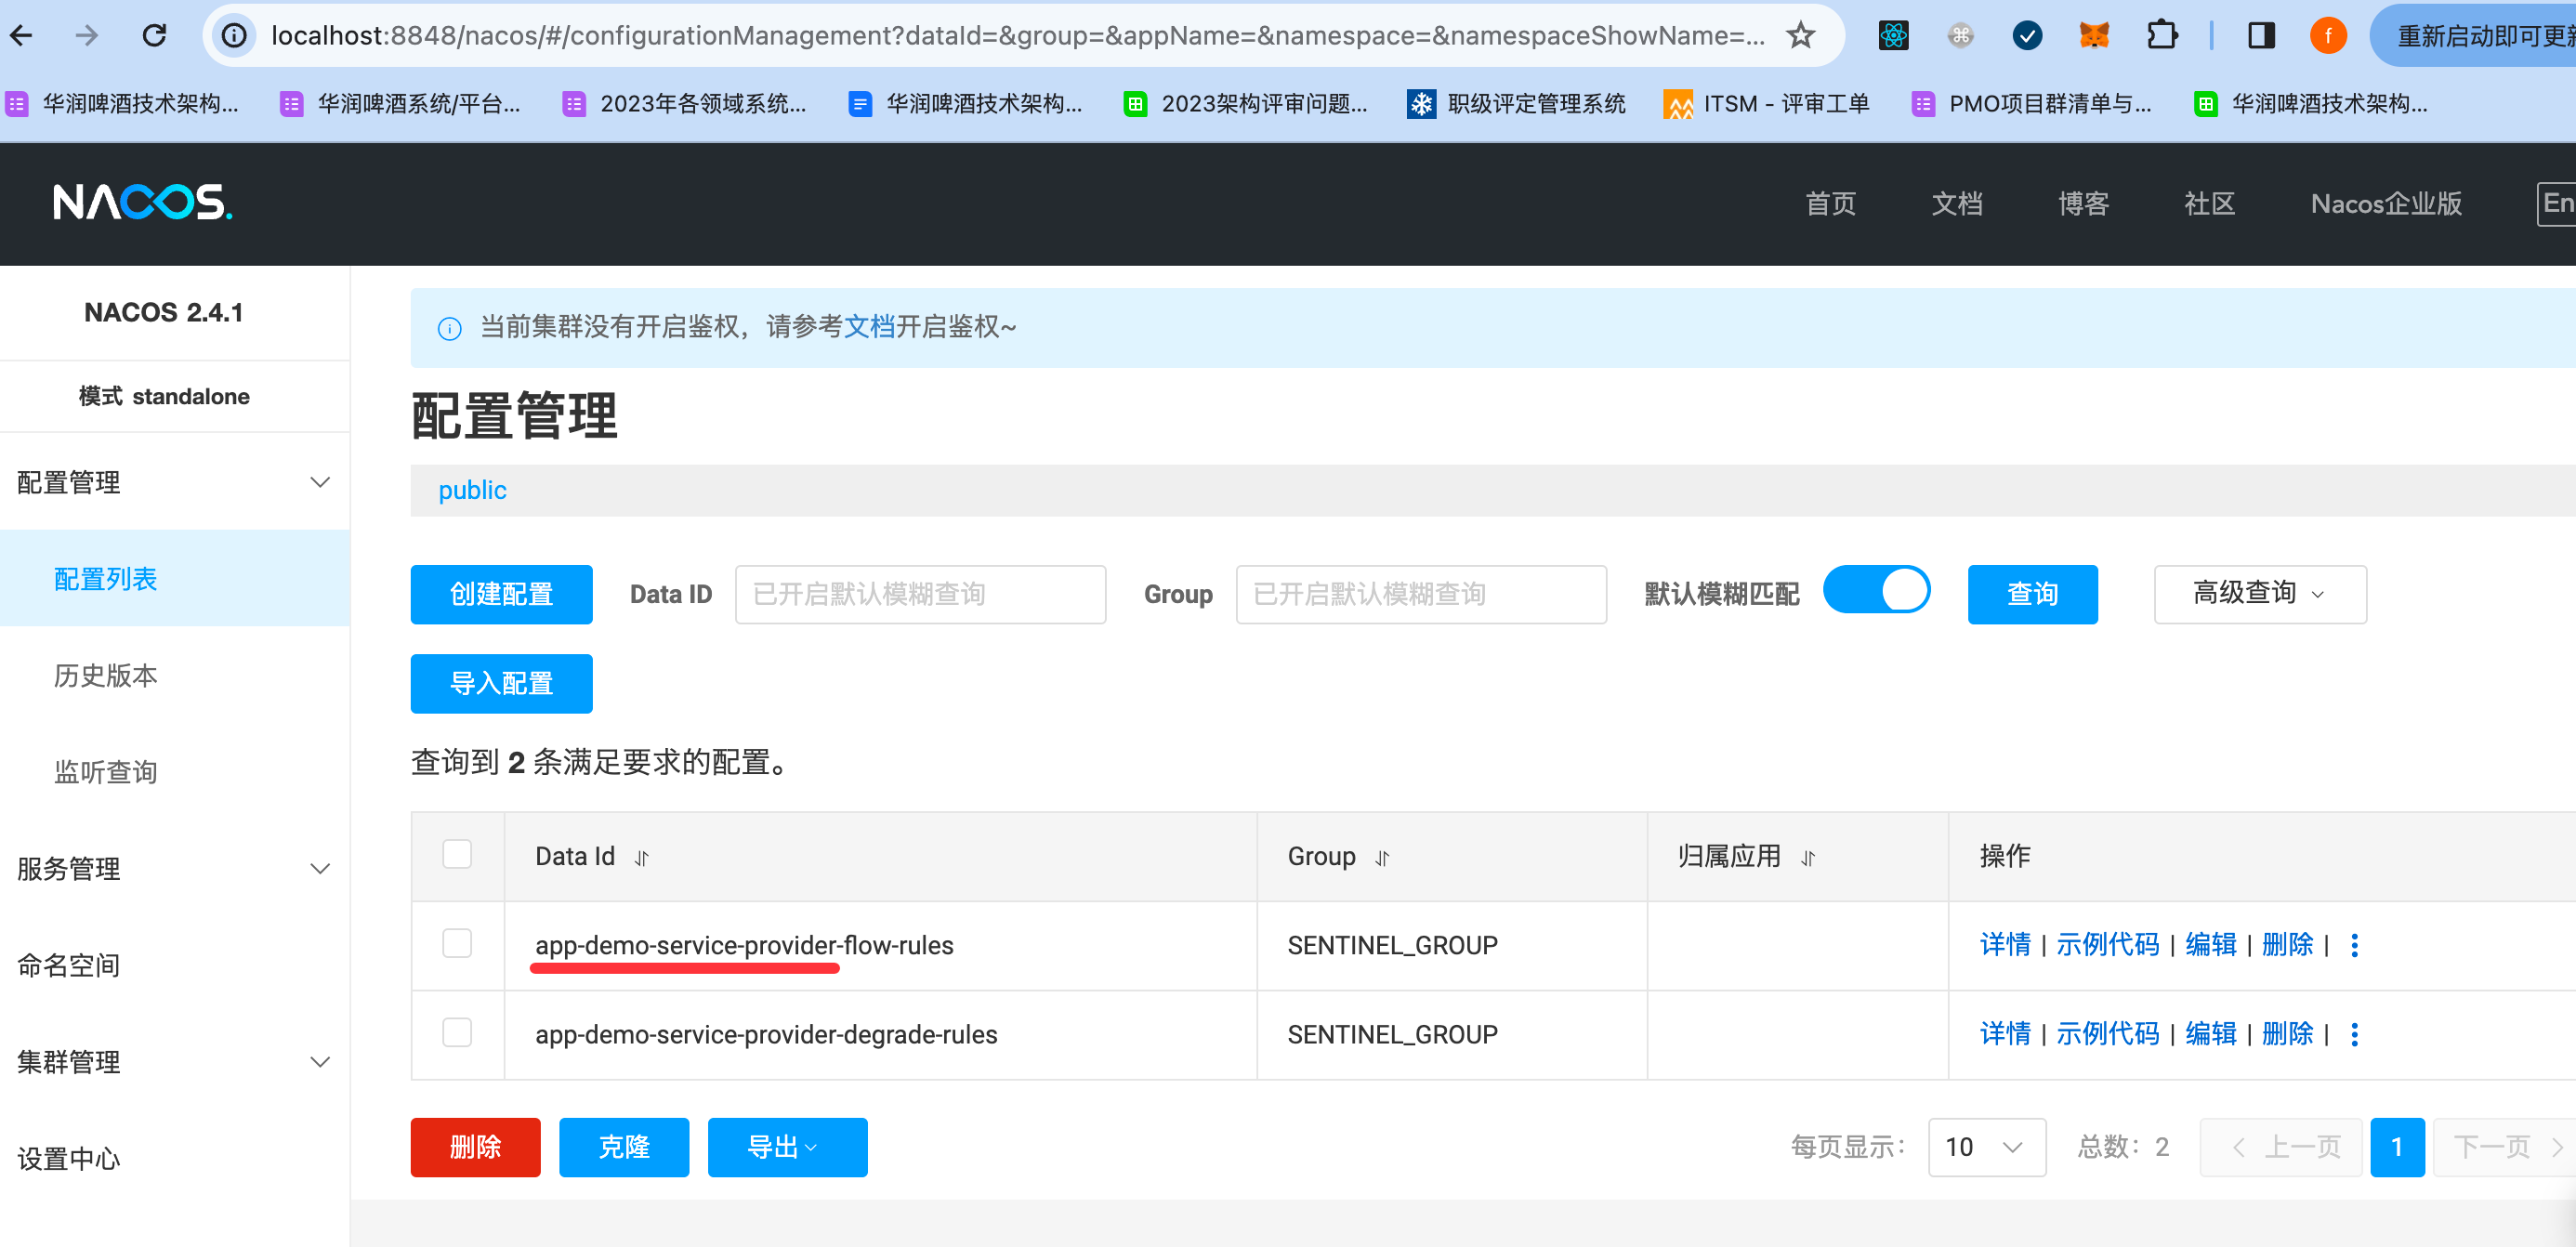 localhost:8848/nacos/#/configurationManagement?dataId=&group=&appName=&namespace=&namespaceShowName=...
f
重新启动即可更新
华润啤酒技术架构... 华润啤酒系统/平台... 2023年各领域系统... 华润啤酒技术架构... 2023架构评审问题... 职级评定管理系统 ITSM - 评审工单 PMO项目群清单与... 华润啤酒技术架构...
NACOS.
首页 文档 博客 社区 Nacos企业版 En
NACOS 2.4.1
模式 standalone
配置管理
配置列表
历史版本
监听查询
服务管理
命名空间
集群管理
设置中心
当前集群没有开启鉴权，请参考文档开启鉴权~
配置管理
public
创建配置 Data ID 已开启默认模糊查询 Group 已开启默认模糊查询 默认模糊匹配 查询 高级查询
导入配置
查询到 2 条满足要求的配置。
Data Id Group 归属应用 操作
app-demo-service-provider-flow-rules SENTINEL_GROUP 详情 | 示例代码 | 编辑 | 删除 |
app-demo-service-provider-degrade-rules SENTINEL_GROUP 详情 | 示例代码 | 编辑 | 删除 |
删除 克隆 导出 每页显示： 10 总数：2 上一页 1 下一页